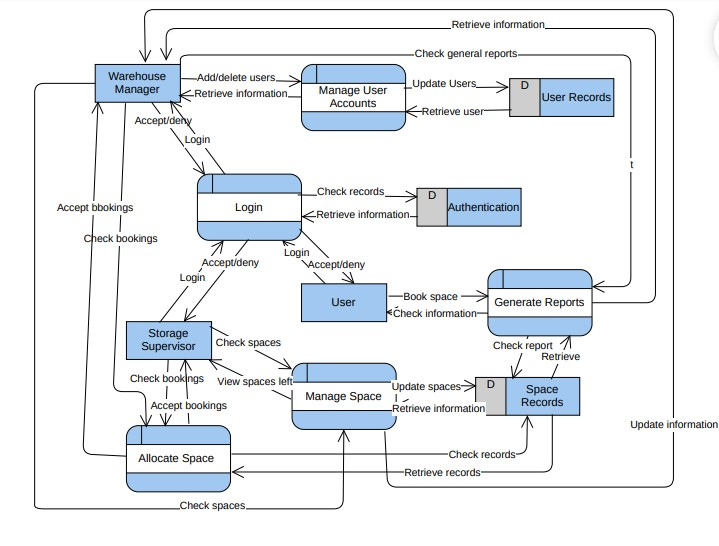 Retrieve information
Check general reports
Warehouse
Manager
Add/delete users
Retrieve information
Manage User
Accounts
Update Users
Retrieve user
D
User Records
Accept/deny
Login
t
Login
Check records
Retrieve information
D
Authentication
Accept bbokings
Check bookings
Accept/deny
Login
Login
Accept/deny
User
Book space
Check information
Generate Reports
Storage
Supervisor
Check spaces
Check report
Retrieve
Check bookings
View spaces left
Accept bookings
Manage Space
Update spaces
Retrieve information
D
Space
Records
Update information
Allocate Space
Check records
Retrieve records
Check spaces